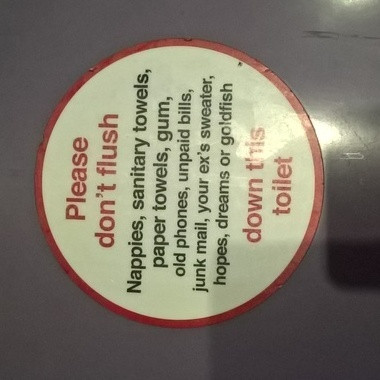 Please
don't flush
Nappies, sanitary towels,
paper towels, gum,
old phones, unpaid bills,
junk mail, your ex's sweater,
hopes, dreams or goldfish
down this
toilet